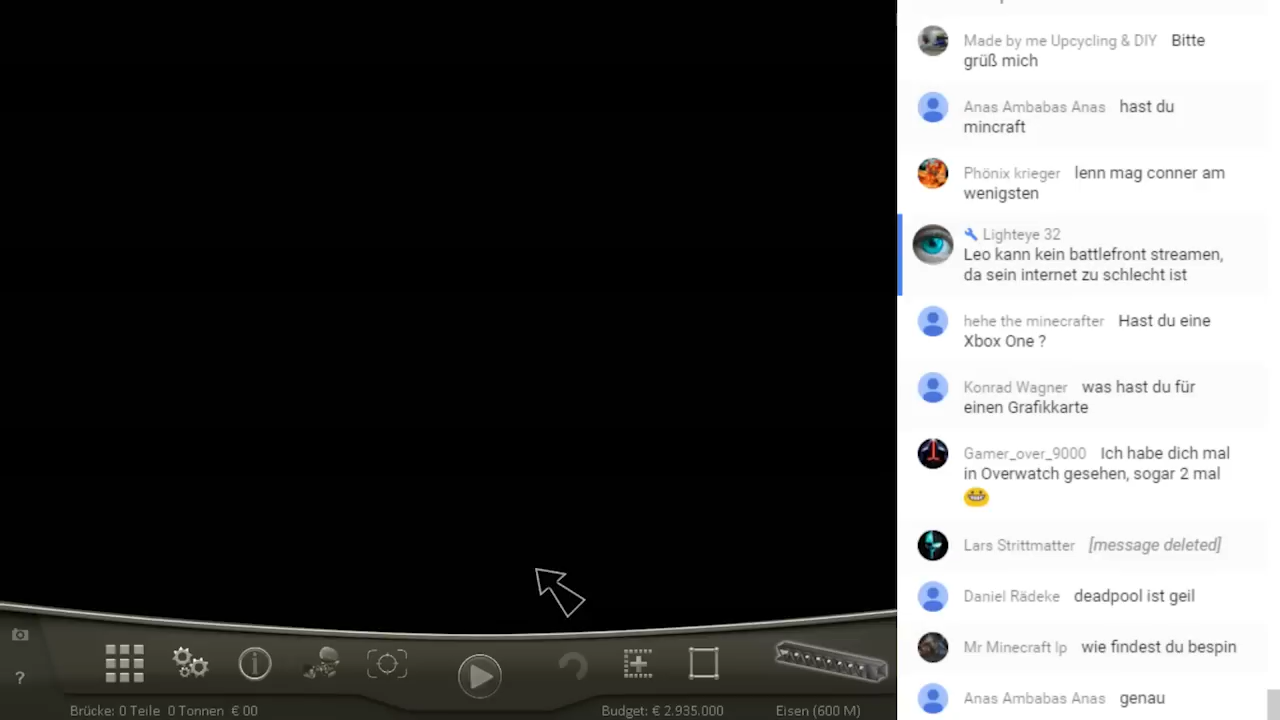 Made by me Upcycling & DIY Bitte
grüß mich
Anas Ambabas Anas hast du
mincraft
Phönix krieger lenn mag conner am
wenigsten
Lighteye 32
Leo kann kein battlefront streamen,
da sein internet zu schlecht ist
hehe the minecrafter Hast du eine
Xbox One ?
Konrad Wagner was hast du für
einen Grafikkarte
Gamer_over_9000 Ich habe dich mal
in Overwatch gesehen, sogar 2 mal
Lars Strittmatter [message deleted]
Daniel Rädeke deadpool ist geil
Mr Minecraft lp wie findest du bespin
Anas Ambabas Anas genau
?
Brücke: 0 Teile 0 Tonnen € 00
Budget: € 2.935.000
Eisen (600 M)